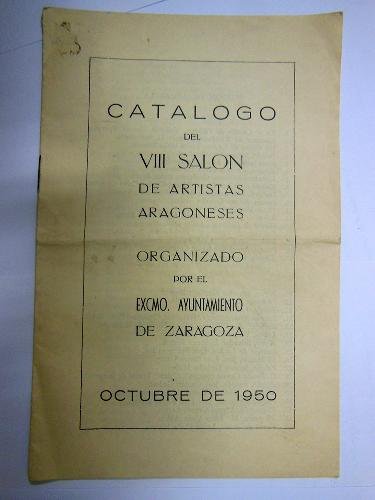 CATALOGO
DEL
VIII SALON
DE ARTISTAS
ARAGONESES
ORGANIZADO
POR EL
EXCMO. AYUNTAMIENTO
DE ZARAGOZA
OCTUBRE DE 1950